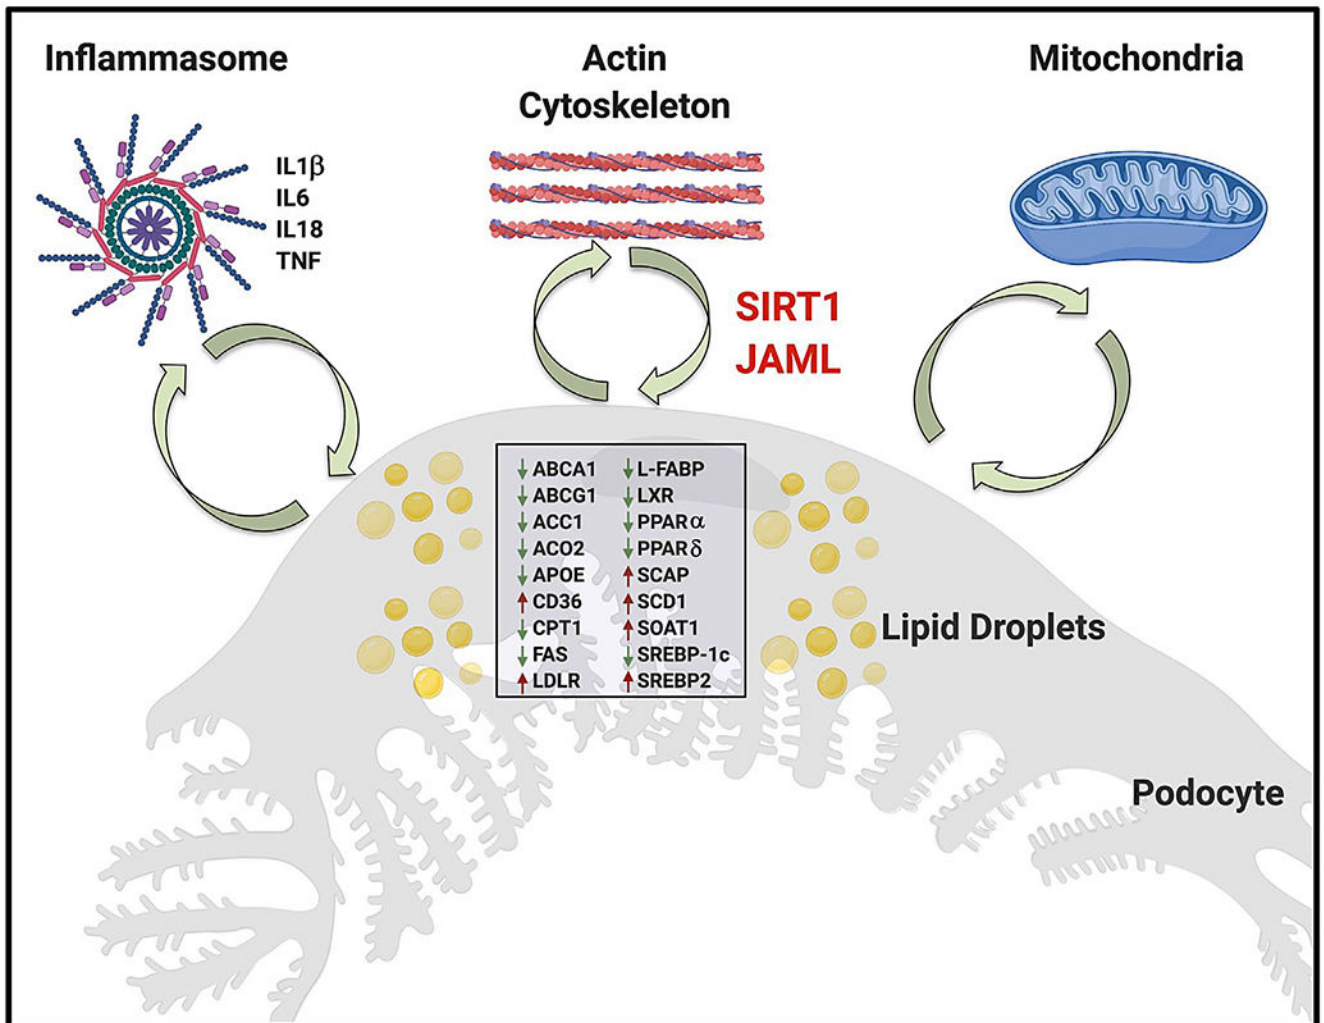 Inflammasome
Actin
Cytoskeleton
Mitochondria
IL1β
IL6
IL18
TNF
SIRT1
JAML
↓ABCA1 ↓L-FABP
↓ABCG1 ↓LXR
↓ACC1 ↓PPARα
↓ACO2 ↓PPARδ
↓APOE ↑SCAP
↑CD36 ↑SCD1
↓CPT1 ↑SOAT1
↓FAS ↓SREBP-1c
↑LDLR ↑SREBP2
Lipid Droplets
Podocyte